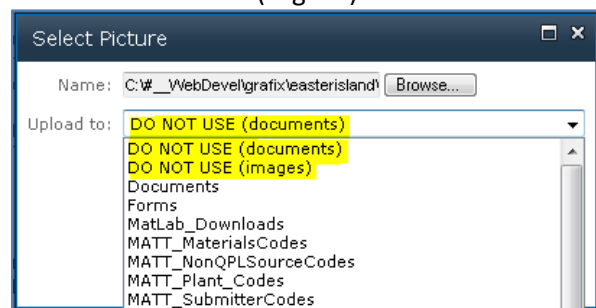 Select Picture
Name: C:\#__WebDevel\grafix\easterisland\ Browse...
Upload to: DO NOT USE (documents)
DO NOT USE (documents)
DO NOT USE (images)
Documents
Forms
MatLab_Downloads
MATT_MaterialsCodes
MATT_NonQPLSourceCodes
MATT_Plant_Codes
MATT_SubmitterCodes